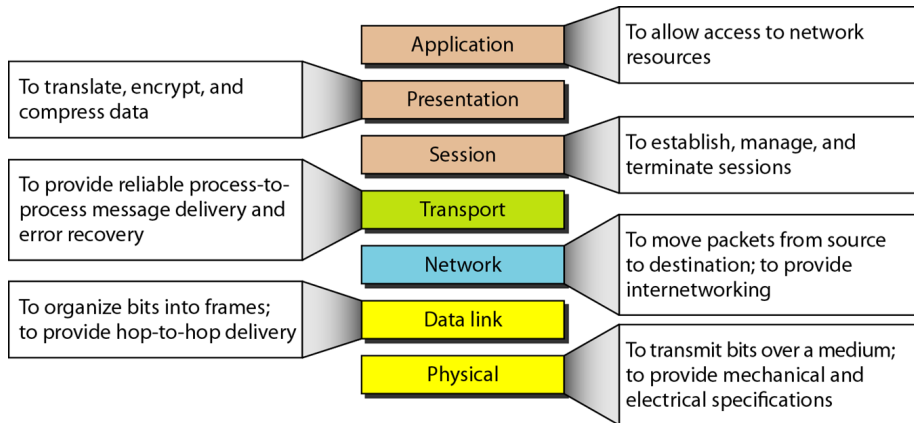 Application
To allow access to network
resources
To translate, encrypt, and
compress data
Presentation
Session
To establish, manage, and
terminate sessions
To provide reliable process-to-
process message delivery and
error recovery
Transport
Network
To move packets from source
to destination; to provide
internetworking
To organize bits into frames;
to provide hop-to-hop delivery
Data link
Physical
To transmit bits over a medium;
to provide mechanical and
electrical specifications